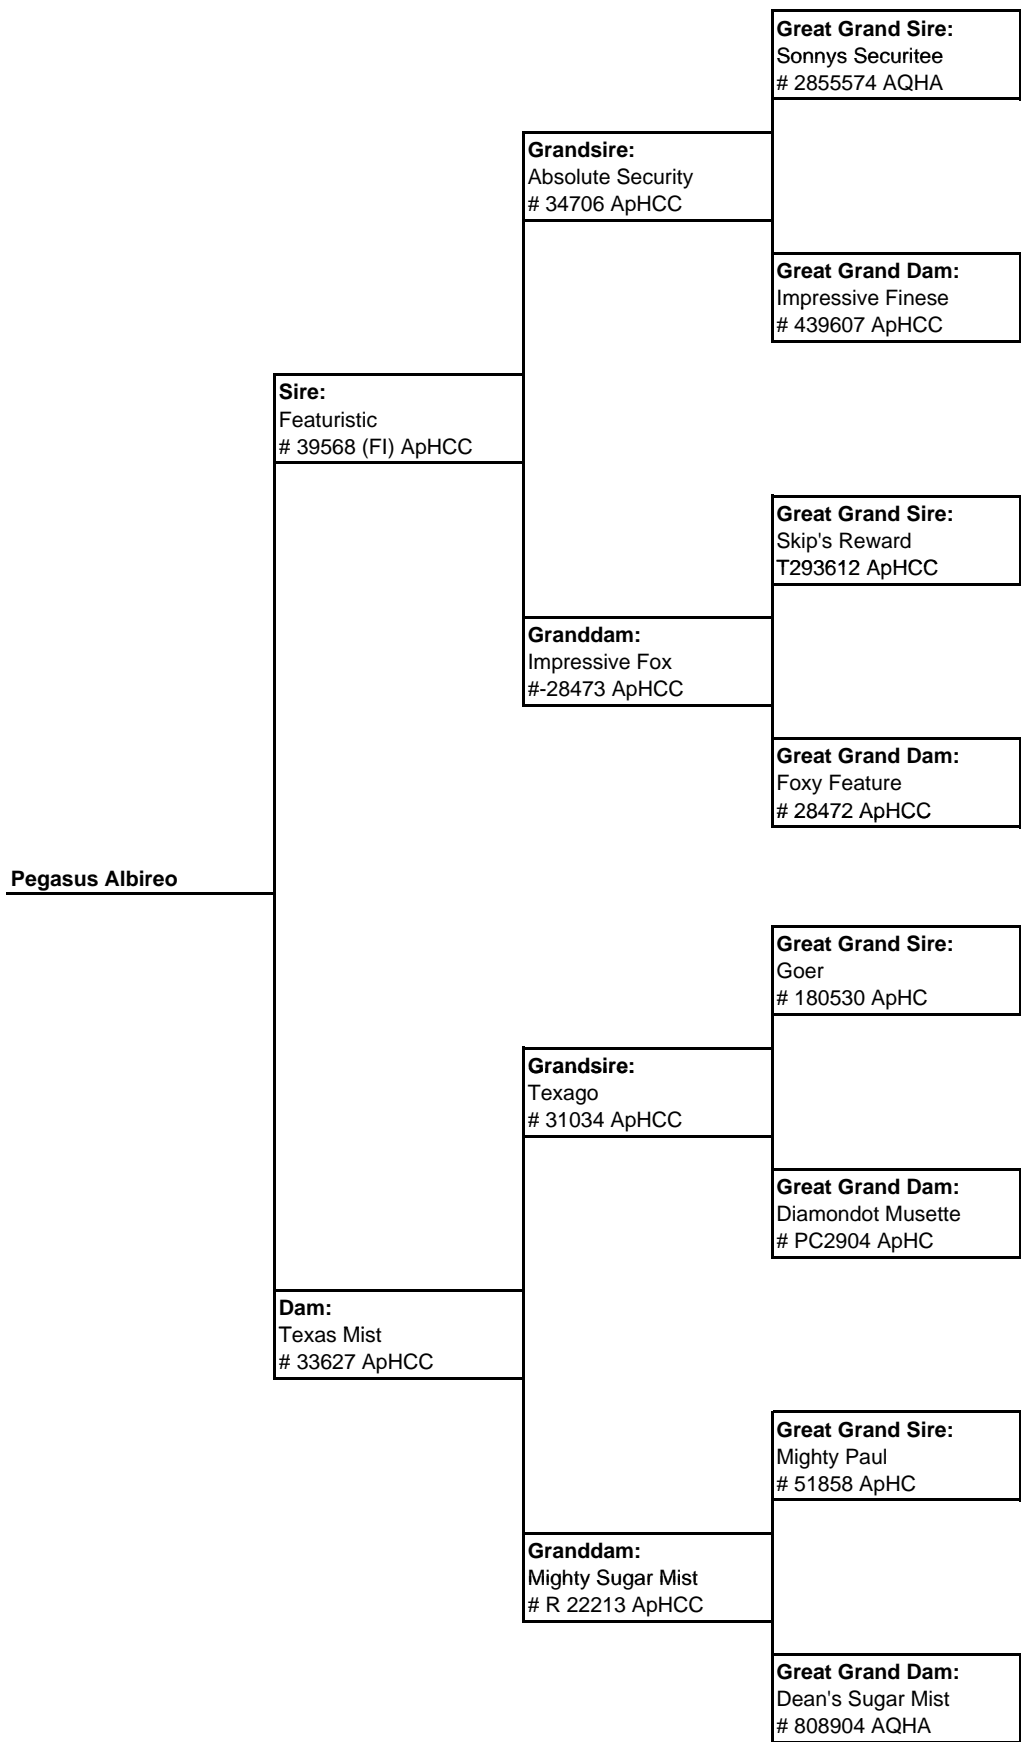 Great Grand Sire:
Sonnys Securitee
# 2855574 AQHA
Grandsire:
Absolute Security
# 34706 ApHCC
Great Grand Dam:
Impressive Finese
# 439607 ApHCC
Sire:
Featuristic
# 39568 (FI) ApHCC
Great Grand Sire:
Skip's Reward
T293612 ApHCC
Granddam:
Impressive Fox
#-28473 ApHCC
Great Grand Dam:
Foxy Feature
# 28472 ApHCC
Pegasus Albireo
Great Grand Sire:
Goer
# 180530 ApHC
Grandsire:
Texago
# 31034 ApHCC
Great Grand Dam:
Diamondot Musette
# PC2904 ApHC
Dam:
Texas Mist
# 33627 ApHCC
Great Grand Sire:
Mighty Paul
# 51858 ApHC
Granddam:
Mighty Sugar Mist
# R 22213 ApHCC
Great Grand Dam:
Dean's Sugar Mist
# 808904 AQHA